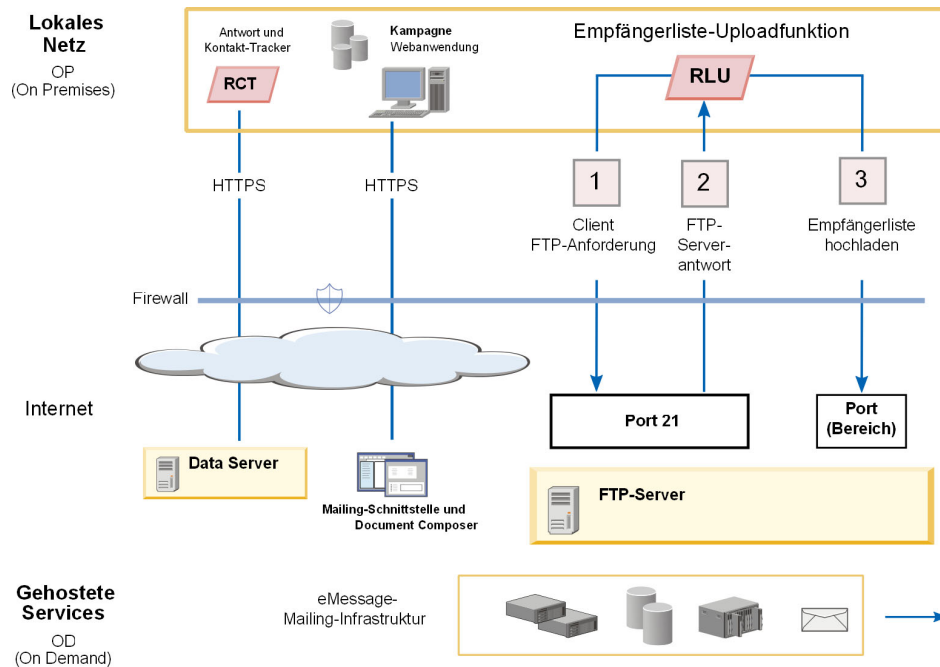 Lokales
Netz
OP
(On Premises)
Antwort und
Kontakt-Tracker
RCT
Kampagne
Webanwendung
Empfängerliste-Uploadfunktion
RLU
HTTPS
HTTPS
1
Client
FTP-Anforderung
2
FTP-
Server-
antwort
3
Empfängerliste
hochladen
Firewall
Internet
Port 21
Port
(Bereich)
Data Server
Mailing-Schnittstelle und
Document Composer
FTP-Server
Gehostete
Services
OD
(On Demand)
eMessage-
Mailing-Infrastruktur